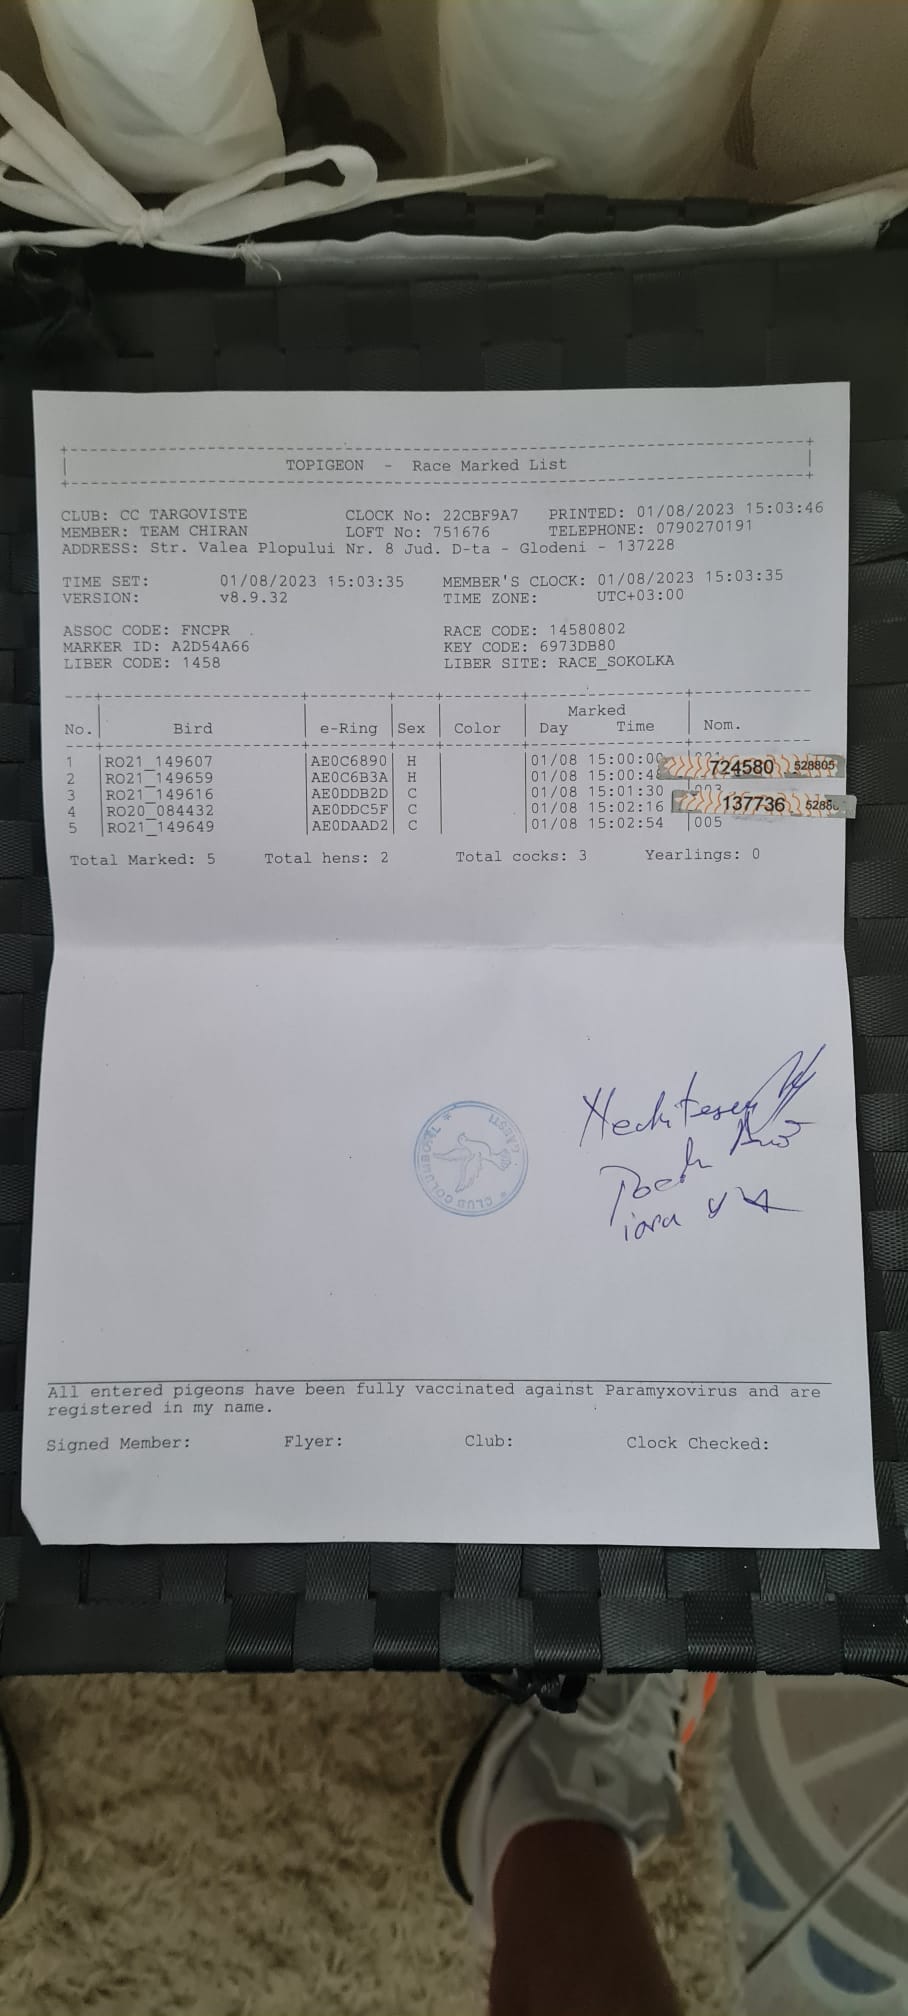 TOPIGEON - Race Marked List
CLUB: CC TARGOVISTE CLOCK No: 22CBF9A7 PRINTED: 01/08/2023 15:03:46
MEMBER: TEAM CHIRAN LOFT No: 751676 TELEPHONE: 0790270191
ADDRESS: Str. Valea Plopului Nr. 8 Jud. D-ta - Glodeni - 137228
TIME SET: 01/08/2023 15:03:35 MEMBER'S CLOCK: 01/08/2023 15:03:35
VERSION: v8.9.32 TIME ZONE: UTC+03:00
ASSOC CODE: FNCPR RACE CODE: 14580802
MARKER ID: A2D54A66 KEY CODE: 6973DB80
LIBER CODE: 1458 LIBER SITE: RACE_SOKOLKA
Marked
No. Bird e-Ring Sex Color Day Time Nom.
1 RO21_149607 AE0C6890 H 01/08 15:00:00 724580 528805
2 RO21_149659 AE0C6B3A H 01/08 15:00:48
3 RO21_149616 AE0DDB2D C 01/08 15:01:30
4 RO20_084432 AE0DDC5F C 01/08 15:02:16 137736
5 RO21_149649 AE0DAAD2 C 01/08 15:02:54 005
Total Marked: 5 Total hens: 2 Total cocks: 3 Yearlings: 0
CLUB
All entered pigeons have been fully vaccinated against Paramyxovirus and are
registered in my name.
Signed Member: Flyer: Club: Clock Checked: